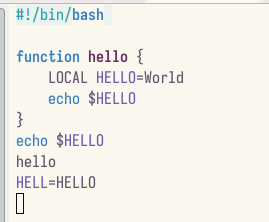 #!/bin/bash
function hello {
LOCAL HELLO=World
echo $HELLO
}
echo $HELLO
hello
HELL=HELLO